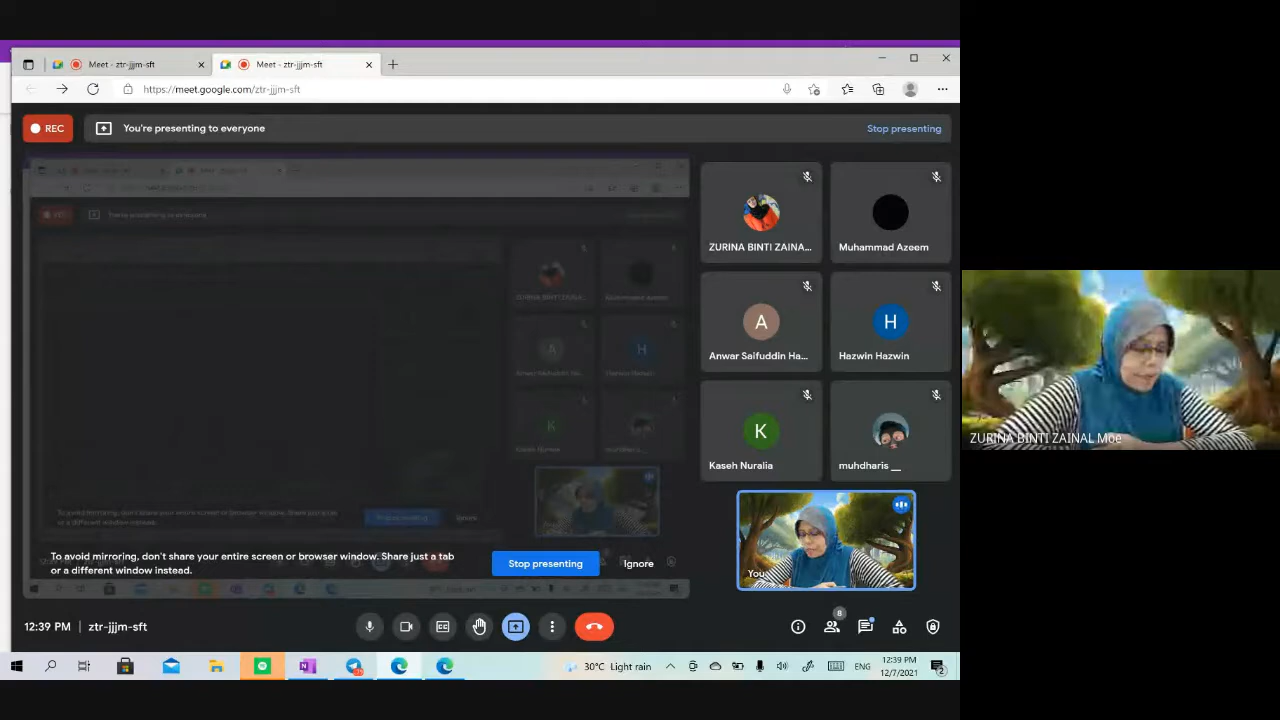 Meet - ztr-jjjm-sft
Meet - ztr-jjjm-sft
https://meet.google.com/ztr-jjjm-sft
REC
You're presenting to everyone
Stop presenting
ZURINA BINTI ZAINA...
Muhammad Azeem
A
Anwar Saifuddin Ha...
H
Hazwin Hazwin
K
Kaseh Nuralia
muhdharis __
You
ZURINA BINTI ZAINAL Moe
To avoid mirroring, don't share your entire screen or browser window. Share just a tab
or a different window instead.
Stop presenting
Ignore
12:39 PM | ztr-jjjm-sft
8
30°C Light rain
ENG
12:39 PM
12/7/2021
2